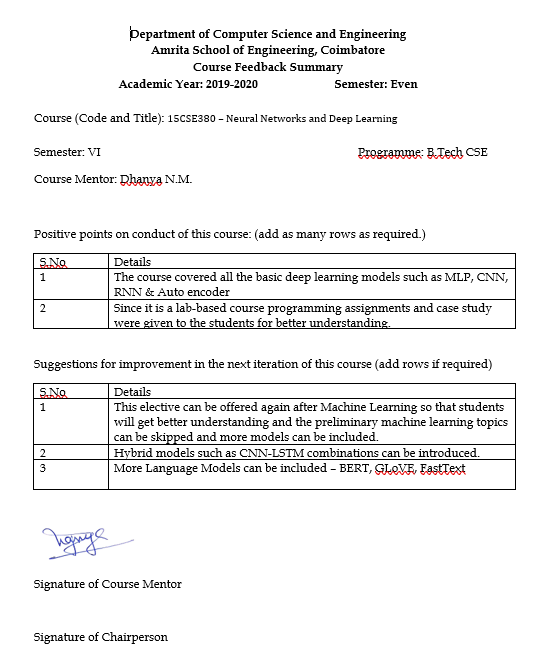 Department of Computer Science and Engineering
Amrita School of Engineering, Coimbatore
Course Feedback Summary
Academic Year: 2019-2020 Semester: Even
Course (Code and Title): 15CSE380 – Neural Networks and Deep Learning
Semester: VI Programme: B.Tech CSE
Course Mentor: Dhanya N.M.
Positive points on conduct of this course: (add as many rows as required.)
S.No Details
1 The course covered all the basic deep learning models such as MLP, CNN,
RNN & Auto encoder
2 Since it is a lab-based course programming assignments and case study
were given to the students for better understanding.
Suggestions for improvement in the next iteration of this course (add rows if required)
S.No Details
1 This elective can be offered again after Machine Learning so that students
will get better understanding and the preliminary machine learning topics
can be skipped and more models can be included.
2 Hybrid models such as CNN-LSTM combinations can be introduced.
3 More Language Models can be included – BERT, GLoVE, FastText
Signature of Course Mentor
Signature of Chairperson